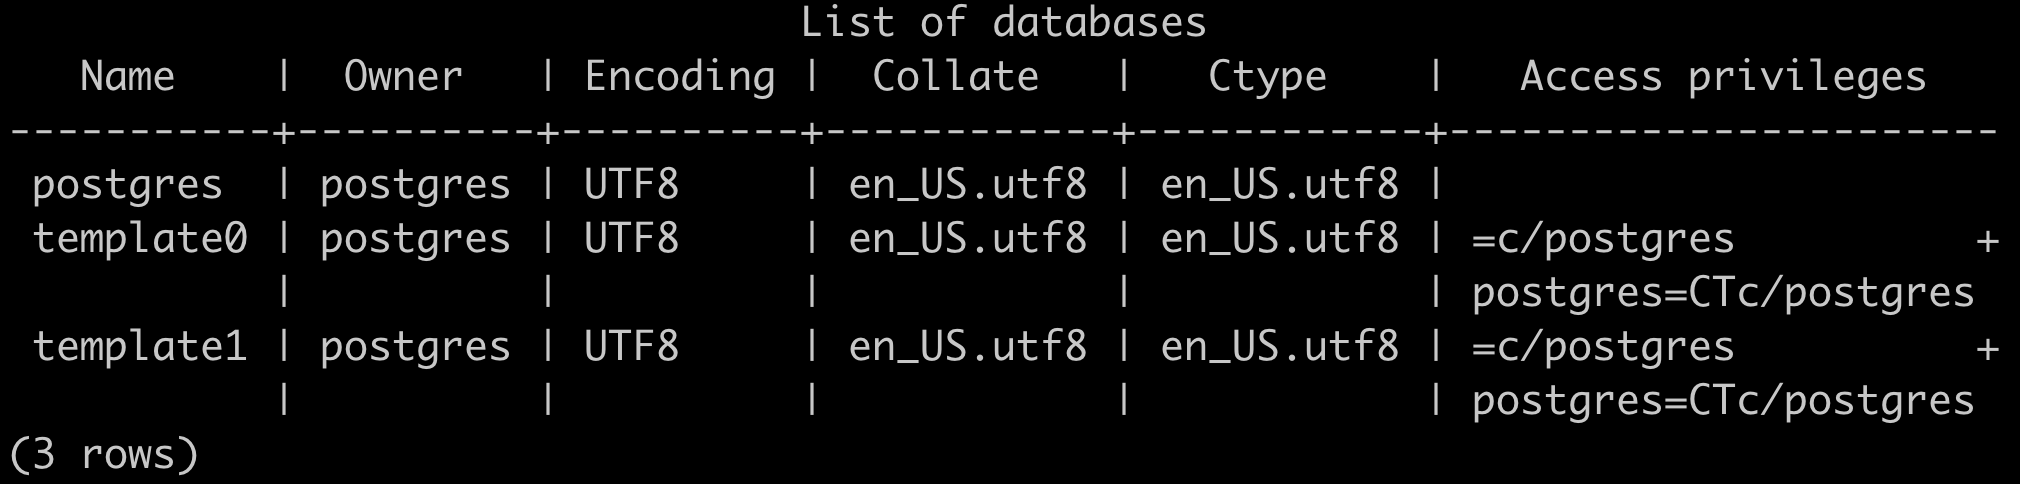 List of databases
   Name    |  Owner   | Encoding |  Collate   |   Ctype    |   Access privileges
-----------+----------+----------+------------+------------+-----------------------
 postgres  | postgres | UTF8     | en_US.utf8 | en_US.utf8 |
 template0 | postgres | UTF8     | en_US.utf8 | en_US.utf8 | =c/postgres          +
           |          |          |            |            | postgres=CTc/postgres
 template1 | postgres | UTF8     | en_US.utf8 | en_US.utf8 | =c/postgres          +
           |          |          |            |            | postgres=CTc/postgres
(3 rows)